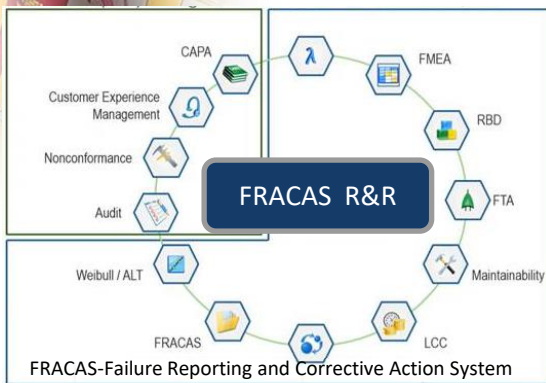 CAPA
λ
FMEA
Customer Experience
Management
RBD
Nonconformance
FRACAS R&R
FTA
Audit
Weibull / ALT
Maintainability
FRACAS
LCC
FRACAS-Failure Reporting and Corrective Action System